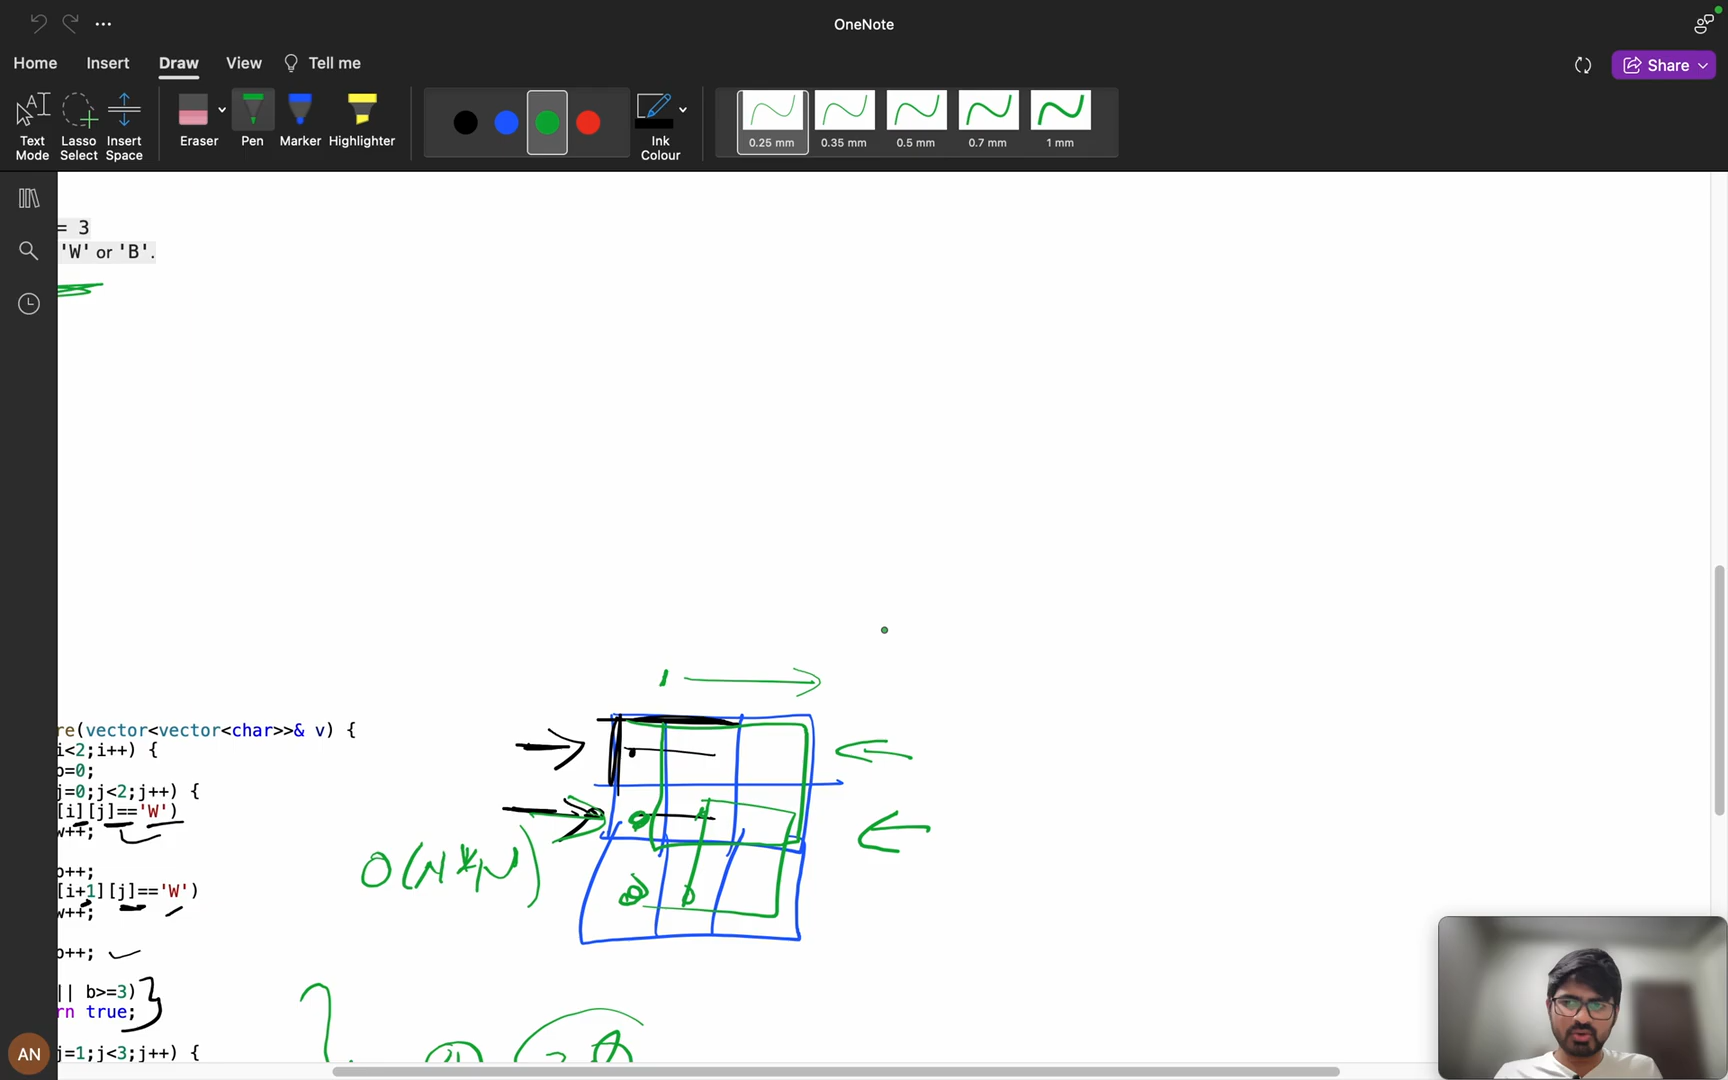 OneNote
Home Insert Draw View Tell me
Share
Text Mode
Lasso Select
Insert Space
Eraser
Pen
Marker
Highlighter
Ink Colour
0.25 mm
0.35 mm
0.5 mm
0.7 mm
1 mm
= 3
'W' or 'B'.
re(vector<vector<char>>& v) {
i<2;i++) {
b=0;
j=0;j<2;j++) {
[i][j]=='W')
w++;
b++;
[i+1][j]=='W')
w++;
b++;
|| b>=3)
rn true;
j=1;j<3;j++) {
O(N*N)
AN